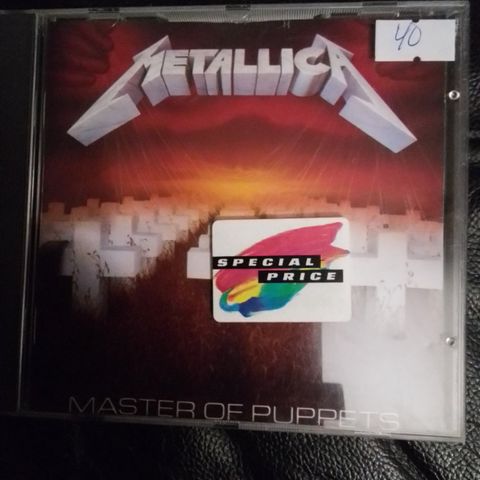 METALLICA
40
SPECIAL
PRICE
MASTER OF PUPPETS